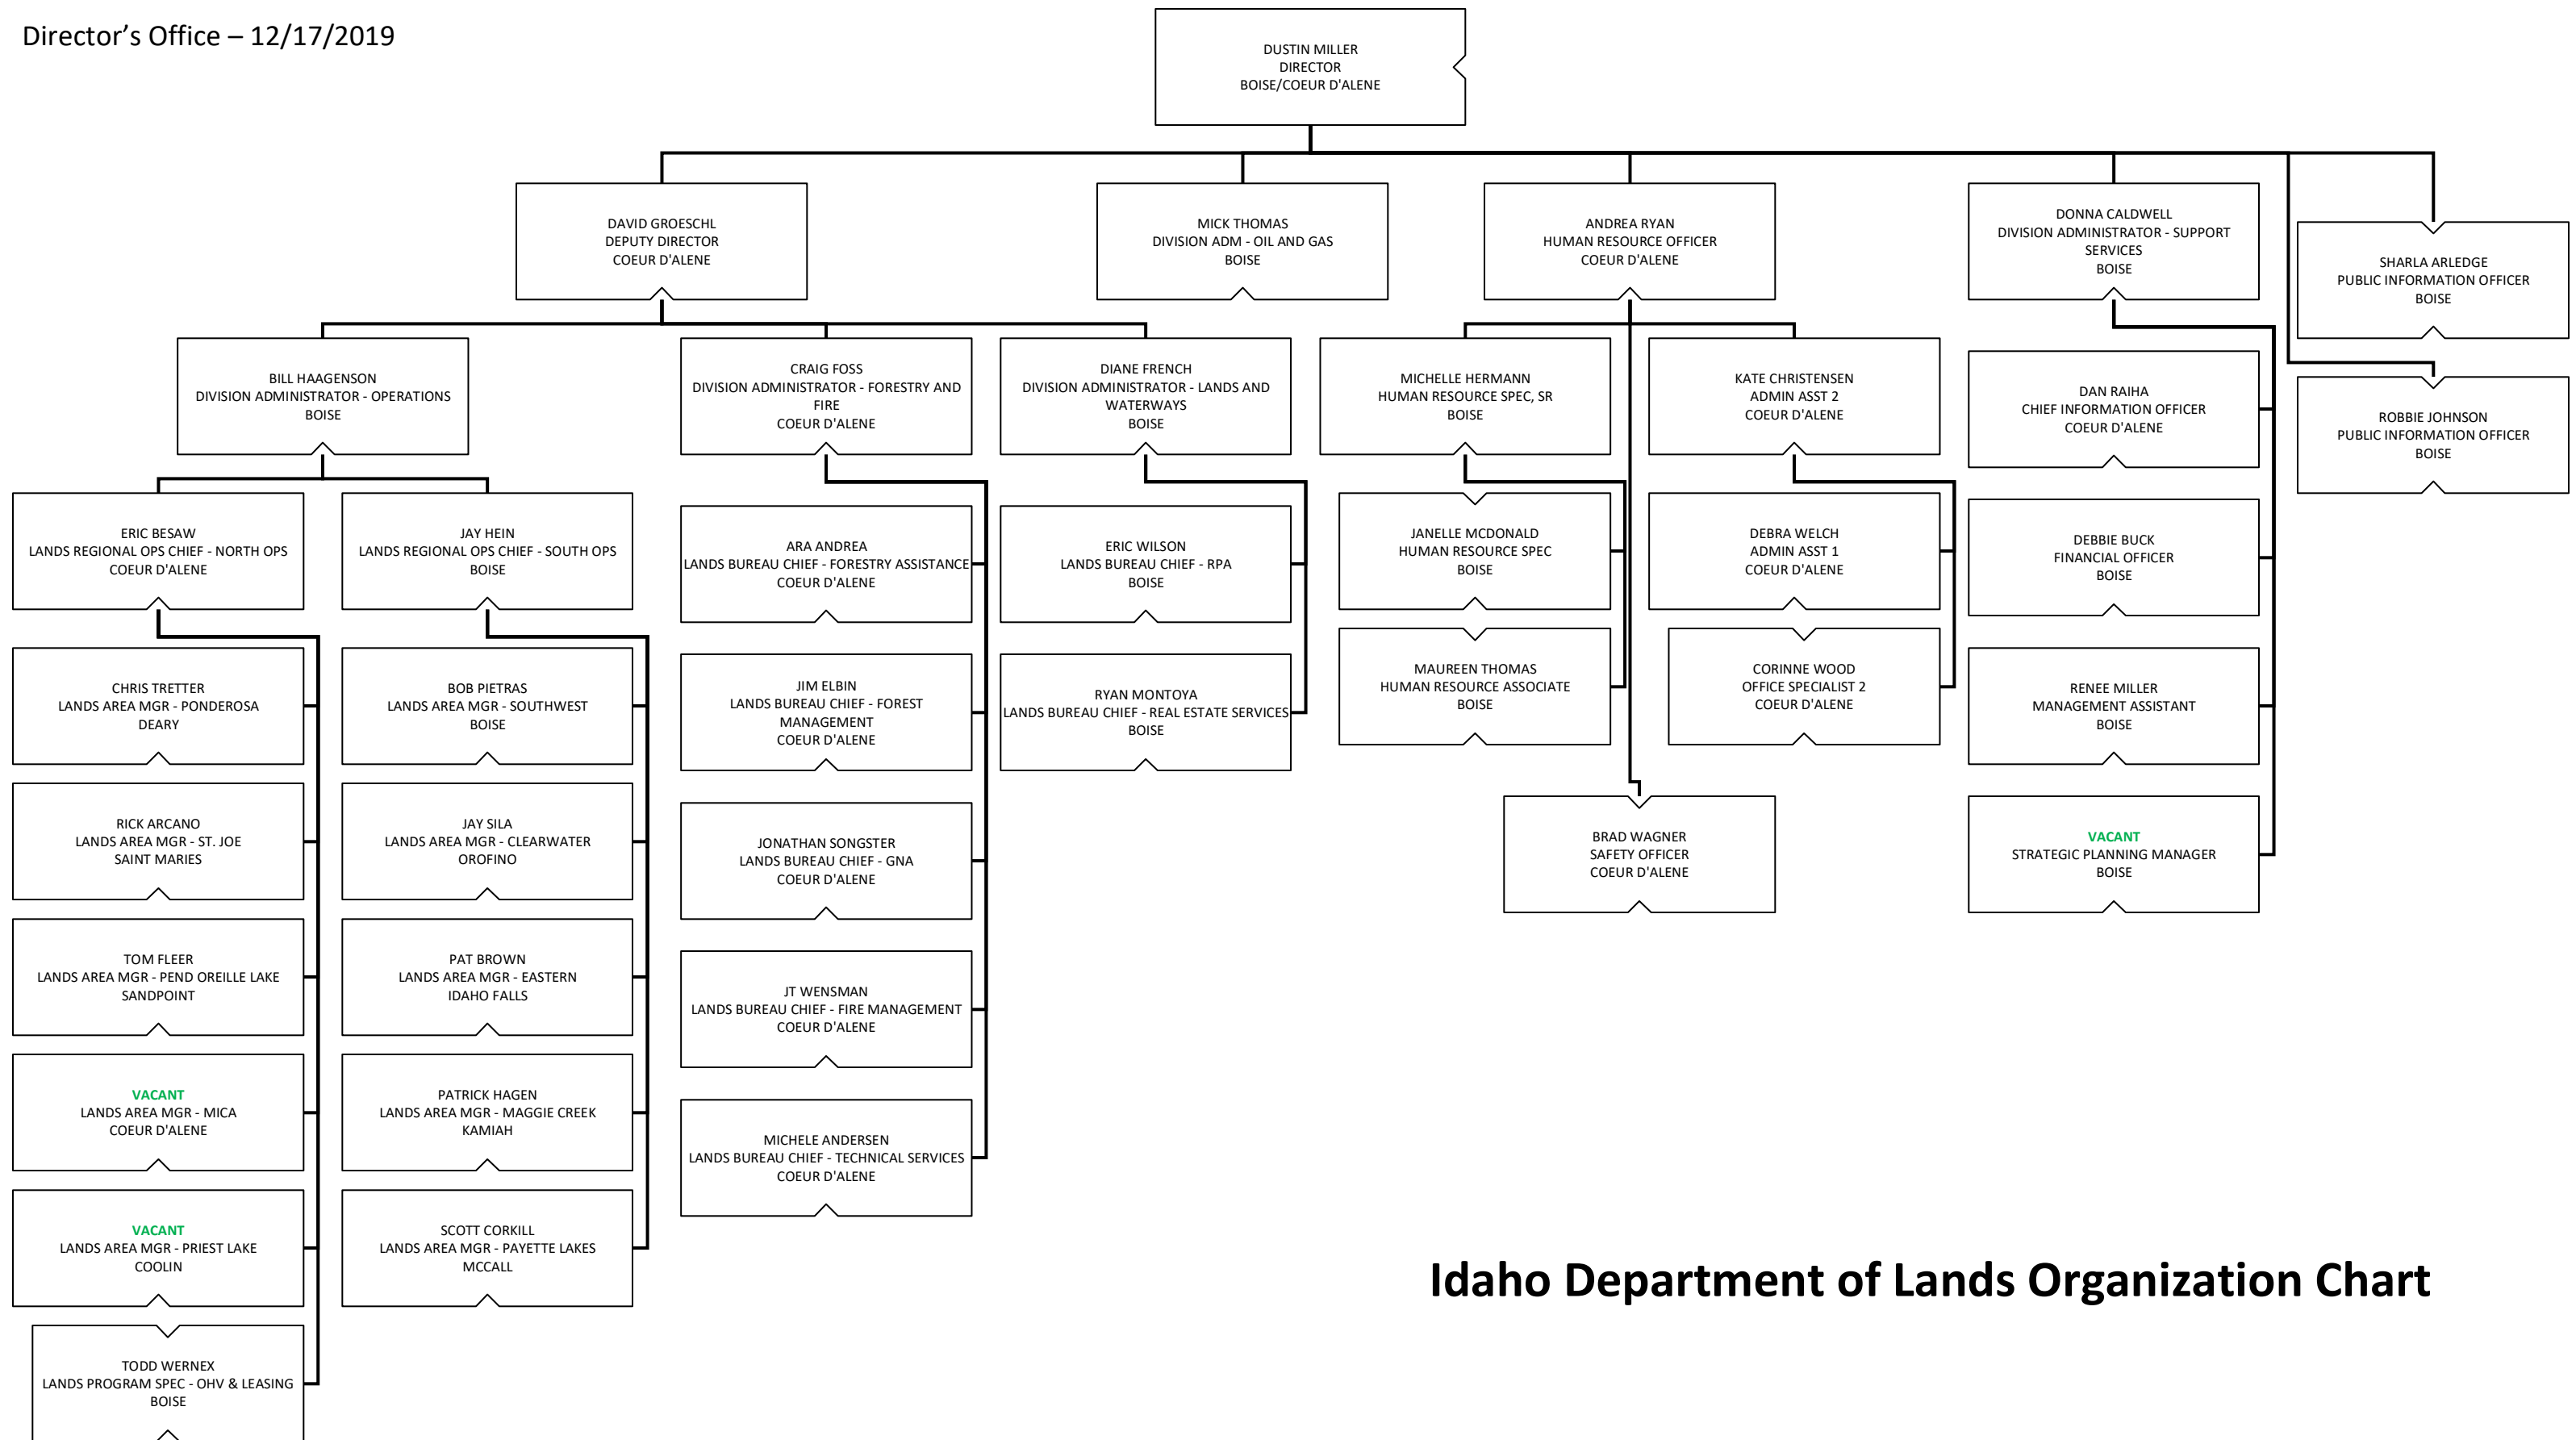 Director’s Office – 12/17/2019
DUSTIN MILLER
DIRECTOR
BOISE/COEUR D'ALENE
DAVID GROESCHL
DEPUTY DIRECTOR
COEUR D'ALENE
MICK THOMAS
DIVISION ADM - OIL AND GAS
BOISE
ANDREA RYAN
HUMAN RESOURCE OFFICER
COEUR D'ALENE
DONNA CALDWELL
DIVISION ADMINISTRATOR - SUPPORT
SERVICES
BOISE
SHARLA ARLEDGE
PUBLIC INFORMATION OFFICER
BOISE
BILL HAAGENSON
DIVISION ADMINISTRATOR - OPERATIONS
BOISE
CRAIG FOSS
DIVISION ADMINISTRATOR - FORESTRY AND
FIRE
COEUR D'ALENE
DIANE FRENCH
DIVISION ADMINISTRATOR - LANDS AND
WATERWAYS
BOISE
MICHELLE HERMANN
HUMAN RESOURCE SPEC, SR
BOISE
KATE CHRISTENSEN
ADMIN ASST 2
COEUR D'ALENE
DAN RAIHA
CHIEF INFORMATION OFFICER
COEUR D'ALENE
ROBBIE JOHNSON
PUBLIC INFORMATION OFFICER
BOISE
ERIC BESAW
LANDS REGIONAL OPS CHIEF - NORTH OPS
COEUR D'ALENE
JAY HEIN
LANDS REGIONAL OPS CHIEF - SOUTH OPS
BOISE
ARA ANDREA
LANDS BUREAU CHIEF - FORESTRY ASSISTANCE
COEUR D'ALENE
ERIC WILSON
LANDS BUREAU CHIEF - RPA
BOISE
JANELLE MCDONALD
HUMAN RESOURCE SPEC
BOISE
DEBRA WELCH
ADMIN ASST 1
COEUR D'ALENE
DEBBIE BUCK
FINANCIAL OFFICER
BOISE
CHRIS TRETTER
LANDS AREA MGR - PONDEROSA
DEARY
BOB PIETRAS
LANDS AREA MGR - SOUTHWEST
BOISE
JIM ELBIN
LANDS BUREAU CHIEF - FOREST
MANAGEMENT
COEUR D'ALENE
RYAN MONTOYA
LANDS BUREAU CHIEF - REAL ESTATE SERVICES
BOISE
MAUREEN THOMAS
HUMAN RESOURCE ASSOCIATE
BOISE
CORINNE WOOD
OFFICE SPECIALIST 2
COEUR D'ALENE
RENEE MILLER
MANAGEMENT ASSISTANT
BOISE
RICK ARCANO
LANDS AREA MGR - ST. JOE
SAINT MARIES
JAY SILA
LANDS AREA MGR - CLEARWATER
OROFINO
JONATHAN SONGSTER
LANDS BUREAU CHIEF - GNA
COEUR D'ALENE
BRAD WAGNER
SAFETY OFFICER
COEUR D'ALENE
VACANT
STRATEGIC PLANNING MANAGER
BOISE
TOM FLEER
LANDS AREA MGR - PEND OREILLE LAKE
SANDPOINT
PAT BROWN
LANDS AREA MGR - EASTERN
IDAHO FALLS
JT WENSMAN
LANDS BUREAU CHIEF - FIRE MANAGEMENT
COEUR D'ALENE
VACANT
LANDS AREA MGR - MICA
COEUR D'ALENE
PATRICK HAGEN
LANDS AREA MGR - MAGGIE CREEK
KAMIAH
MICHELE ANDERSEN
LANDS BUREAU CHIEF - TECHNICAL SERVICES
COEUR D'ALENE
VACANT
LANDS AREA MGR - PRIEST LAKE
COOLIN
SCOTT CORKILL
LANDS AREA MGR - PAYETTE LAKES
MCCALL
Idaho Department of Lands Organization Chart
TODD WERNEX
LANDS PROGRAM SPEC - OHV & LEASING
BOISE